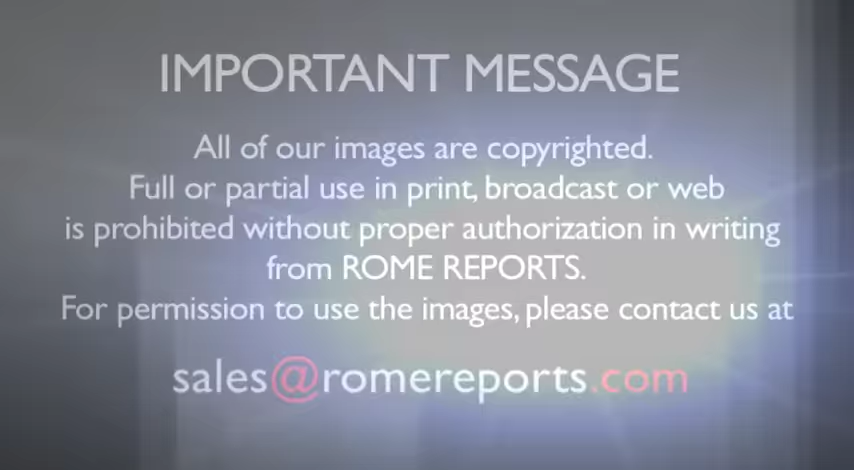 IMPORTANT MESSAGE
All of our images are copyrighted.
Full or partial use in print, broadcast or web
is prohibited without proper authorization in writing
from ROME REPORTS.
For permission to use the images, please contact us at
sales@romereports.com